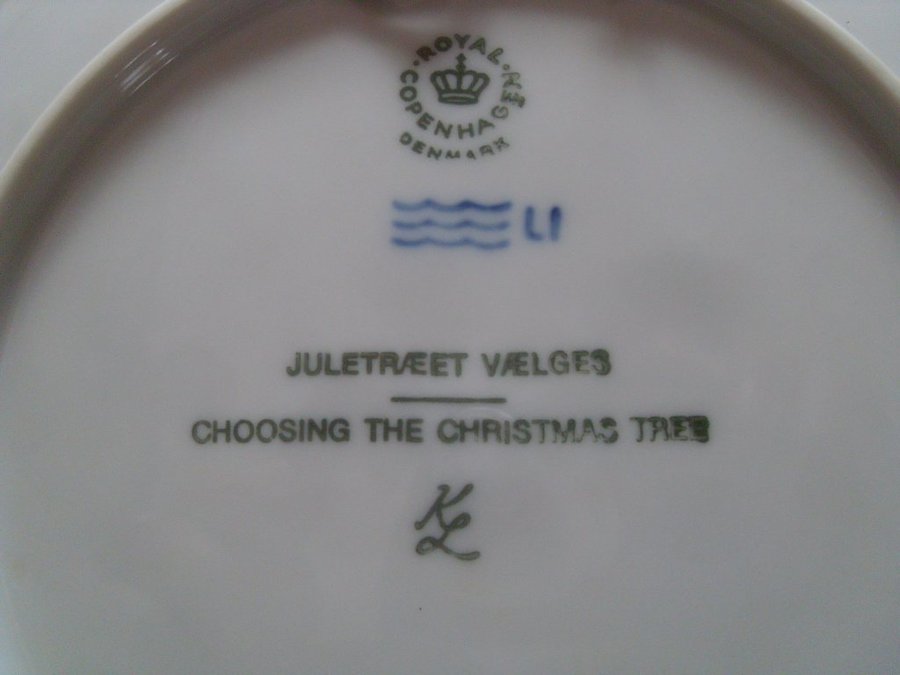 ROYAL COPENHAGEN
DENMARK
LI
JULETRÆET VÆLGES
CHOOSING THE CHRISTMAS TREE
KL